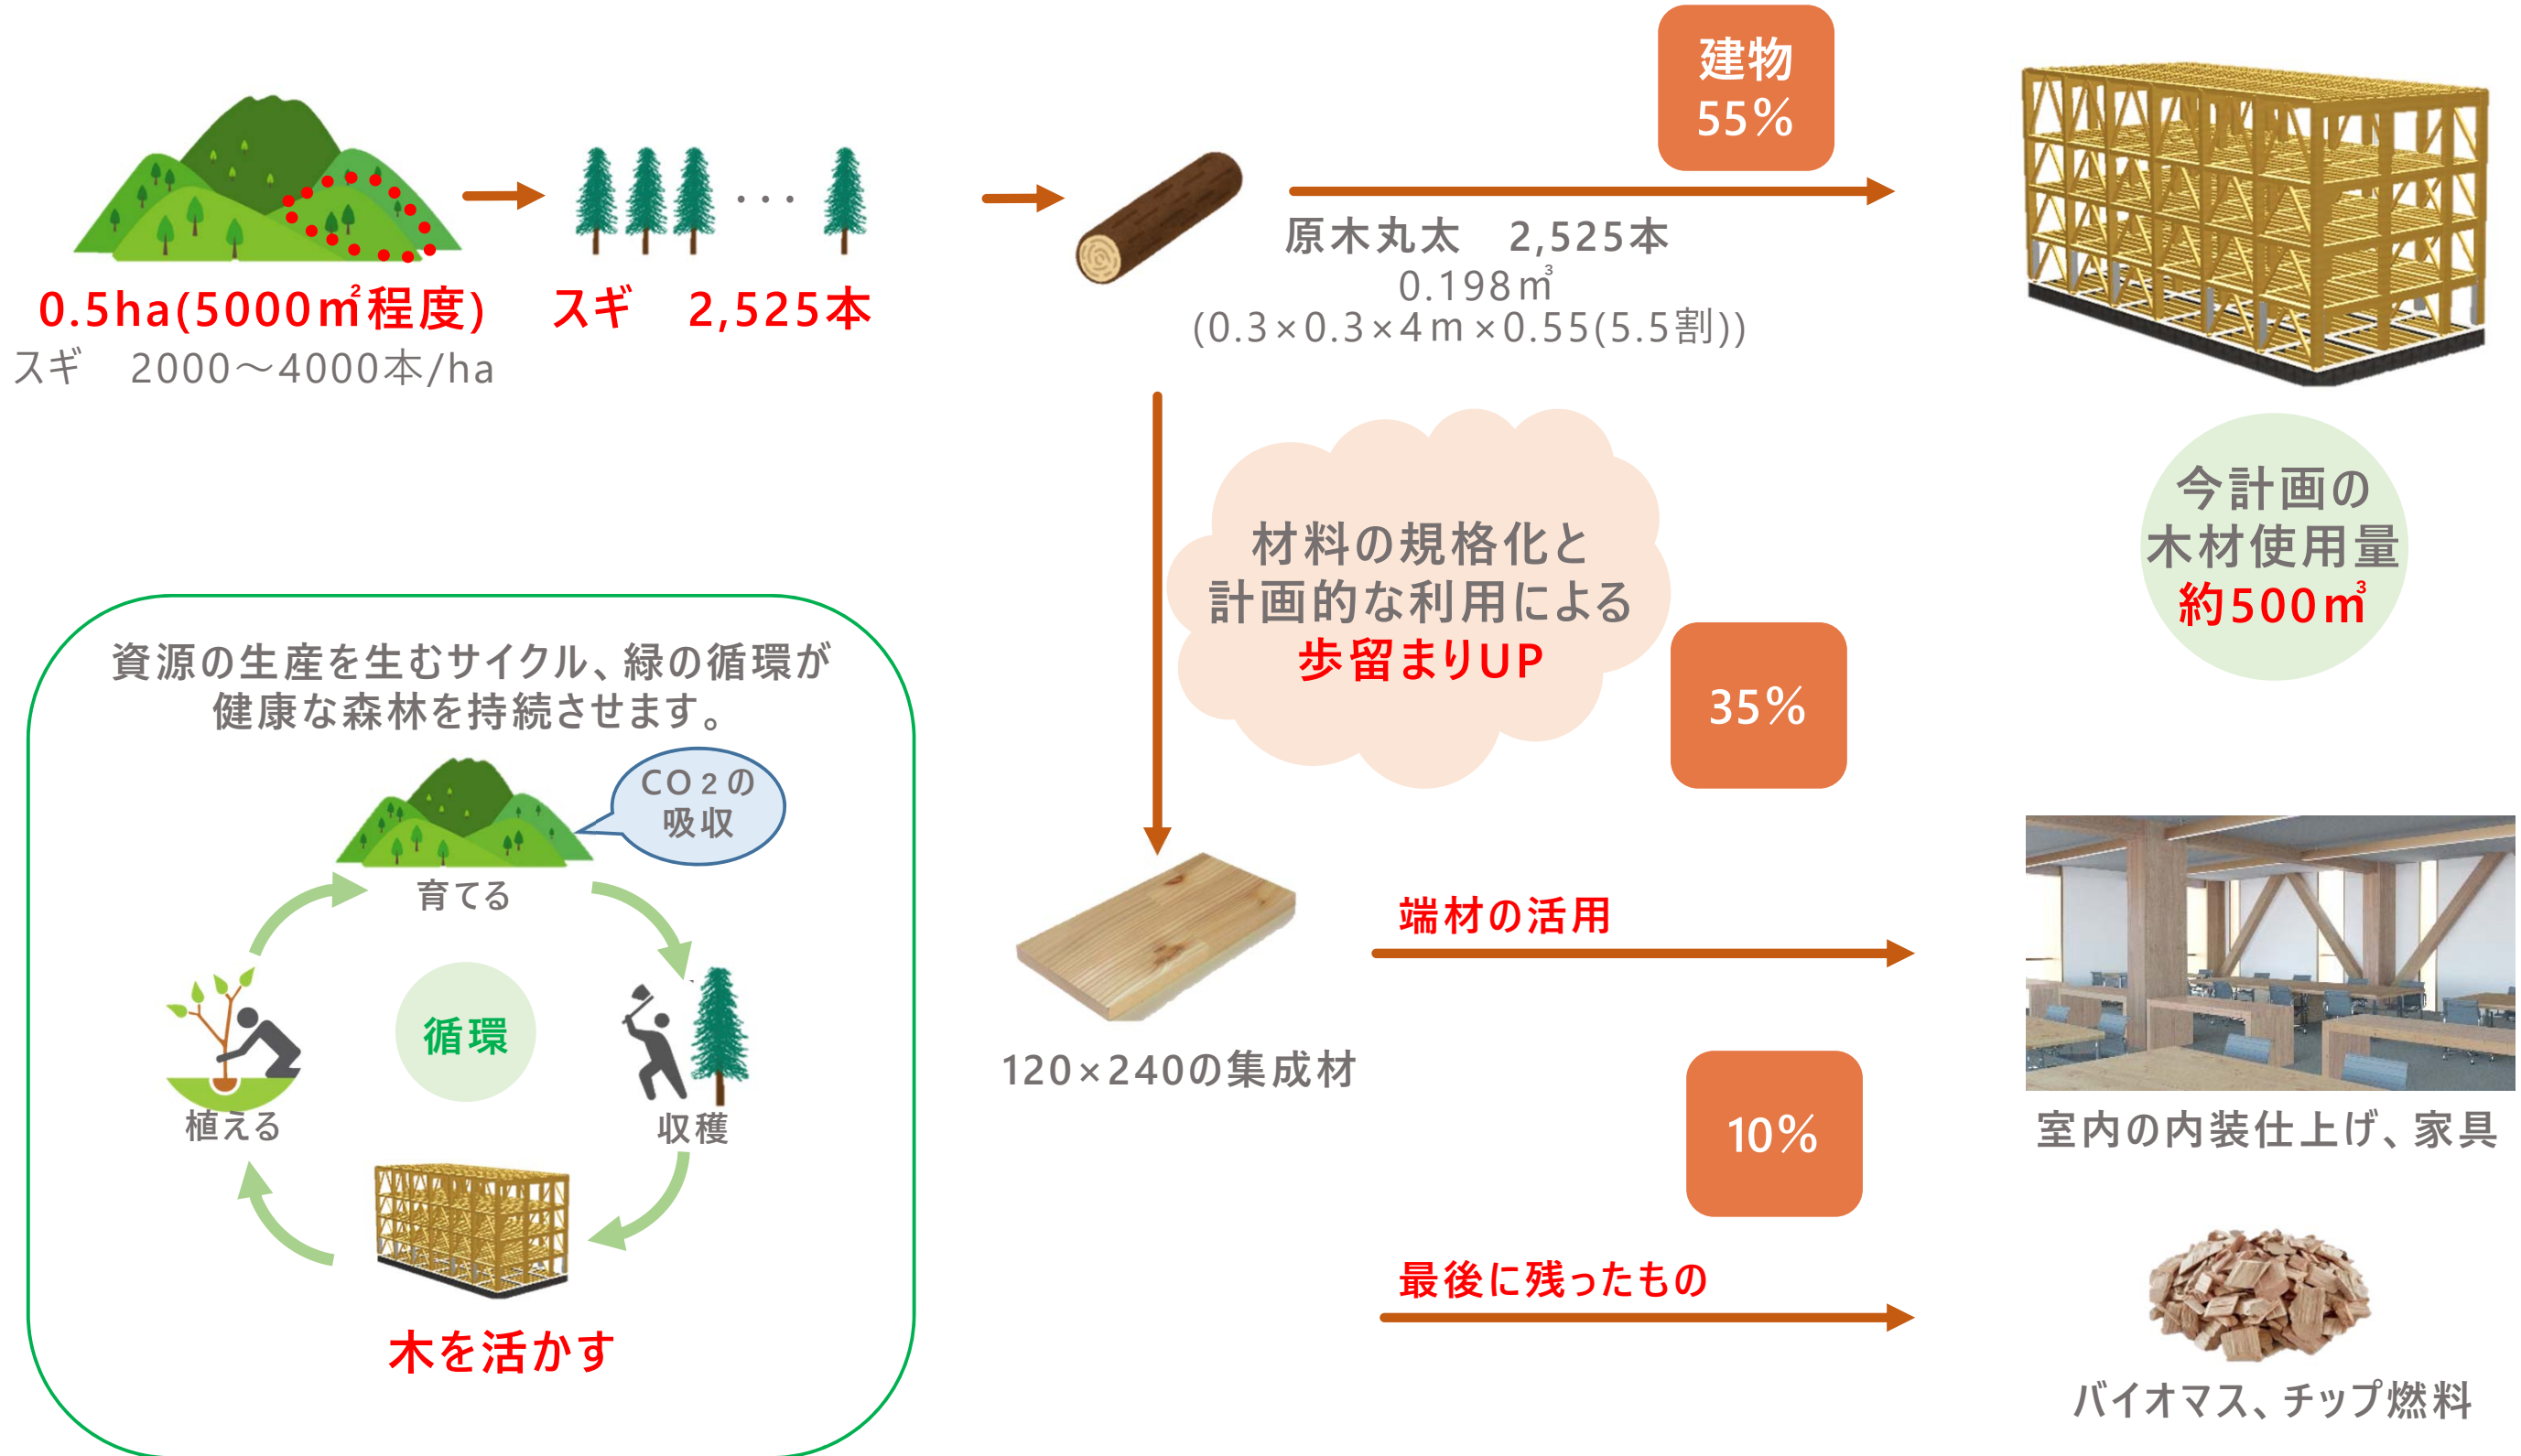 建物
55%
0.5ha(5000㎡程度)
スギ　2000～4000本/ha
スギ　2,525本
・・・
原木丸太　2,525本
0.198㎥
(0.3×0.3×4ｍ×0.55(5.5割))
今計画の
木材使用量
約500㎥
材料の規格化と
計画的な利用による
歩留まりUP
35%
資源の生産を生むサイクル、緑の循環が
健康な森林を持続させます。
CO２の
吸収
育てる
循環
植える
収穫
木を活かす
120×240の集成材
端材の活用
室内の内装仕上げ、家具
10%
最後に残ったもの
バイオマス、チップ燃料